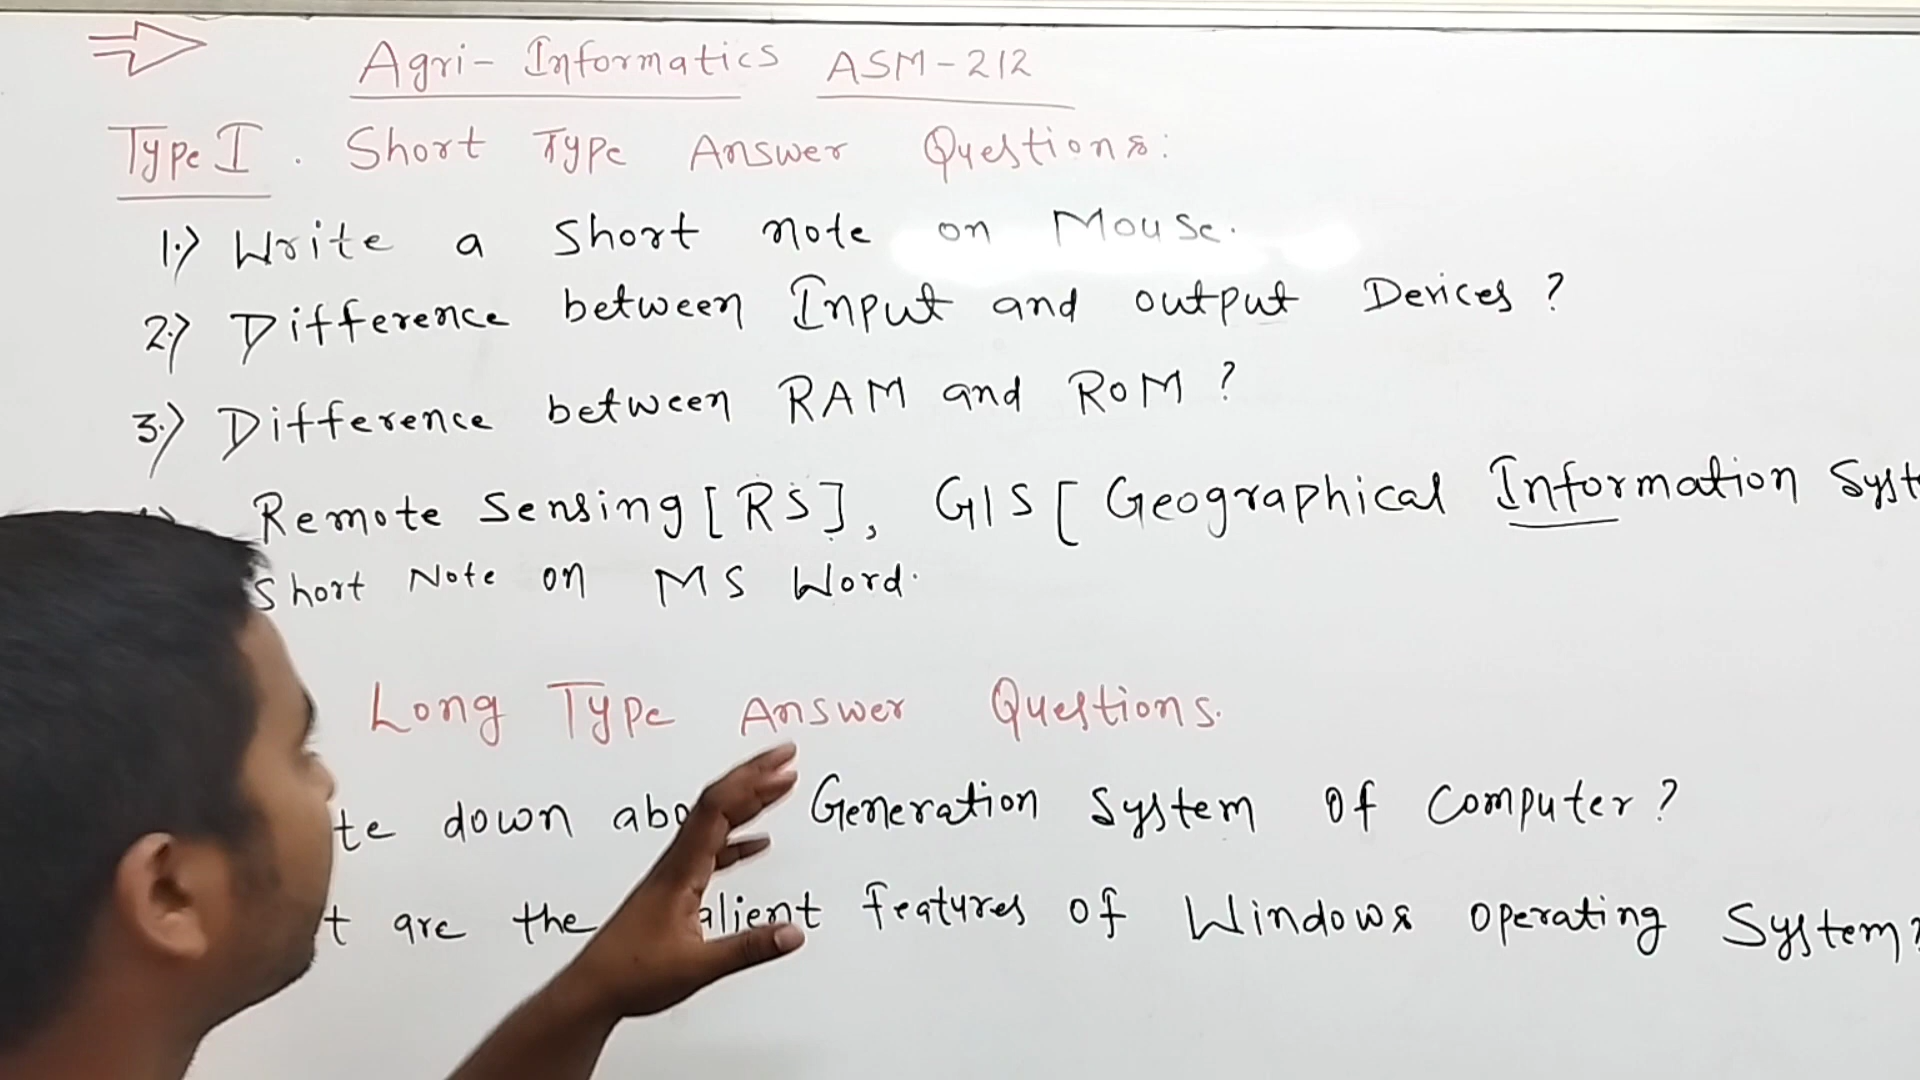 Agri- Informatics ASM-212
Type I. Short Type Answer Questions:
1.) Write a Short note on Mouse.
2.) Difference between Input and output Devices?
3.) Difference between RAM and ROM?
Remote Sensing [RS], GIS [Geographical Information Syst
Short Note on MS Word.
Long Type Answer Questions.
te down abo Generation System Of Computer?
t are the alient features of Windows operating System?